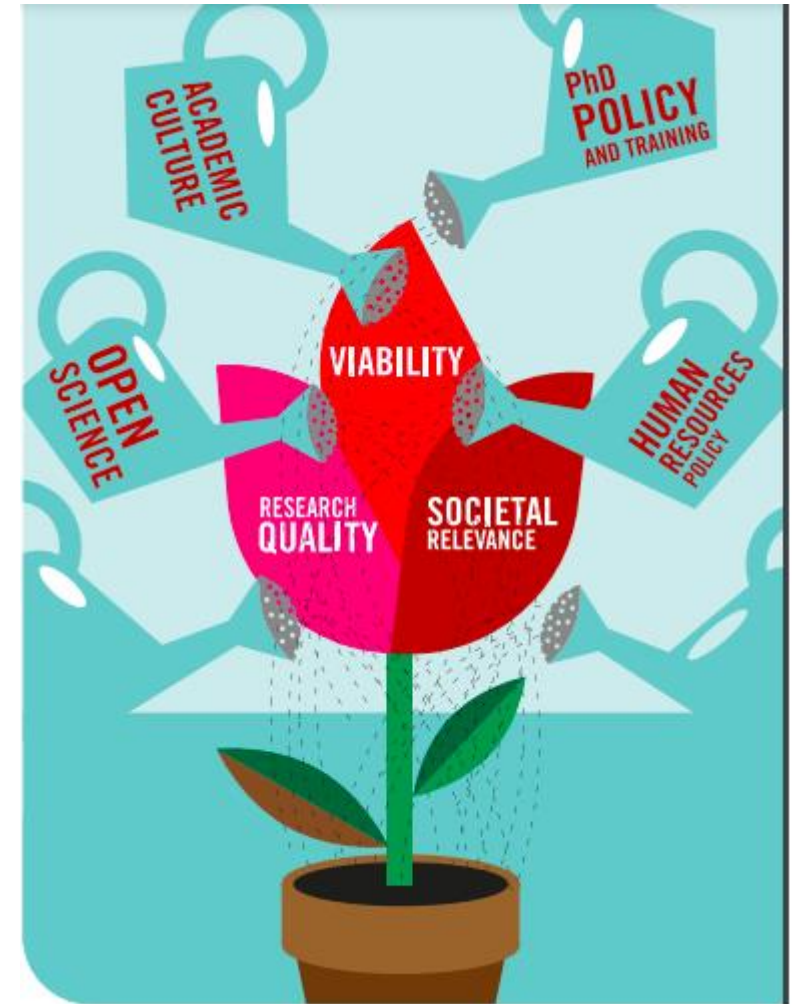 ACADEMIC
CULTURE
PhD
POLICY
AND TRAINING
OPEN
SCIENCE
VIABILITY
HUMAN
RESOURCES
POLICY
RESEARCH
QUALITY
SOCIETAL
RELEVANCE